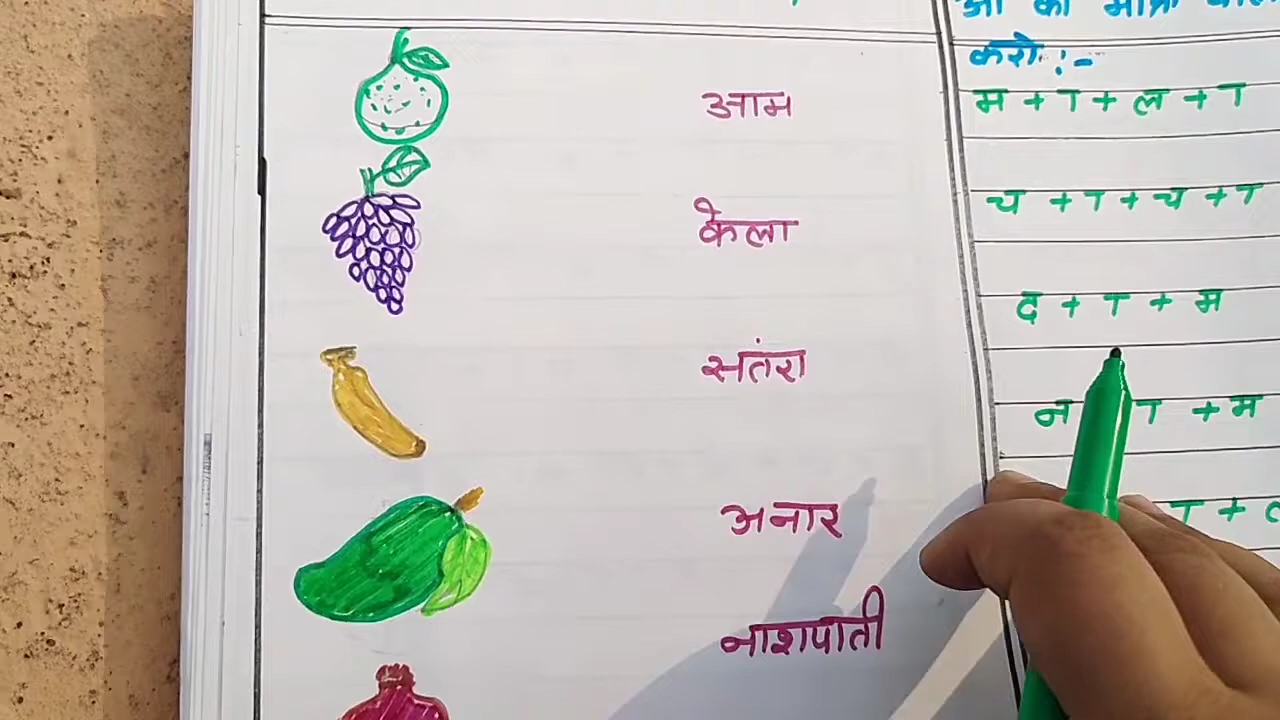 आम
केला
संतरा
अनार
नाशपाती
करो :-
म + ा + ल + ा
च + ा + च + ा
द + ा + म
न ा + म